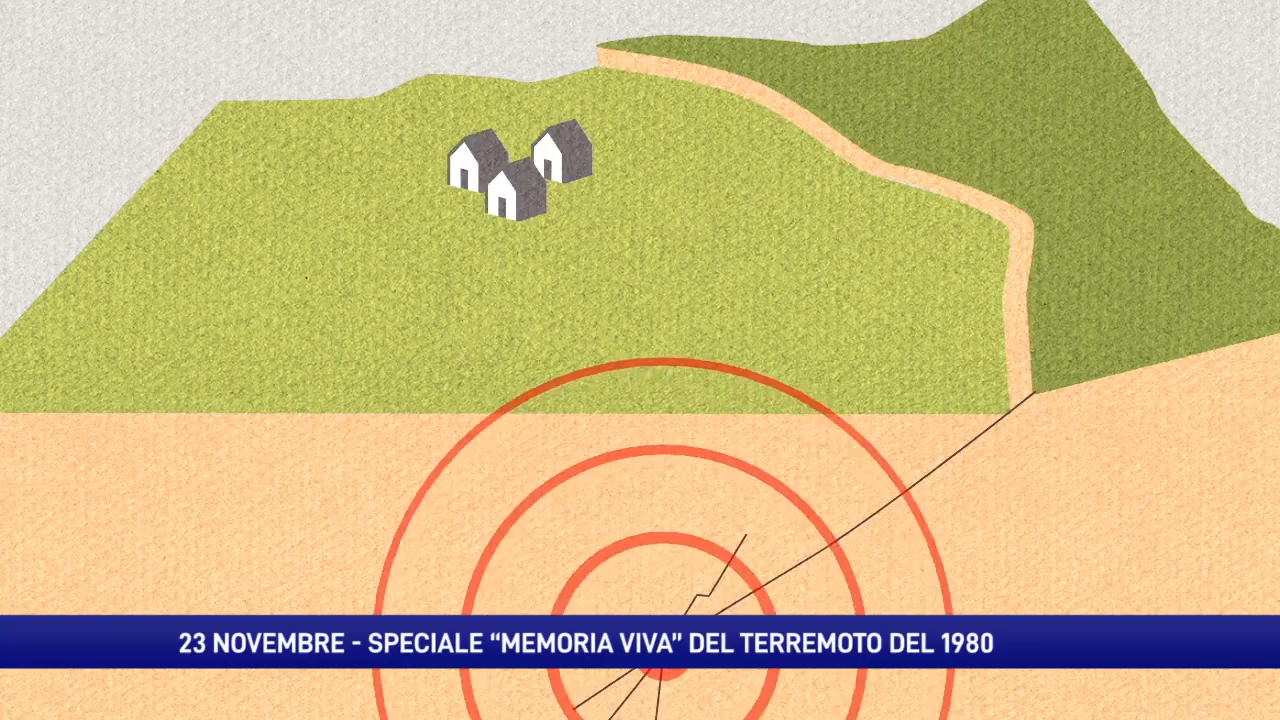 23 NOVEMBRE - SPECIALE “MEMORIA VIVA” DEL TERREMOTO DEL 1980